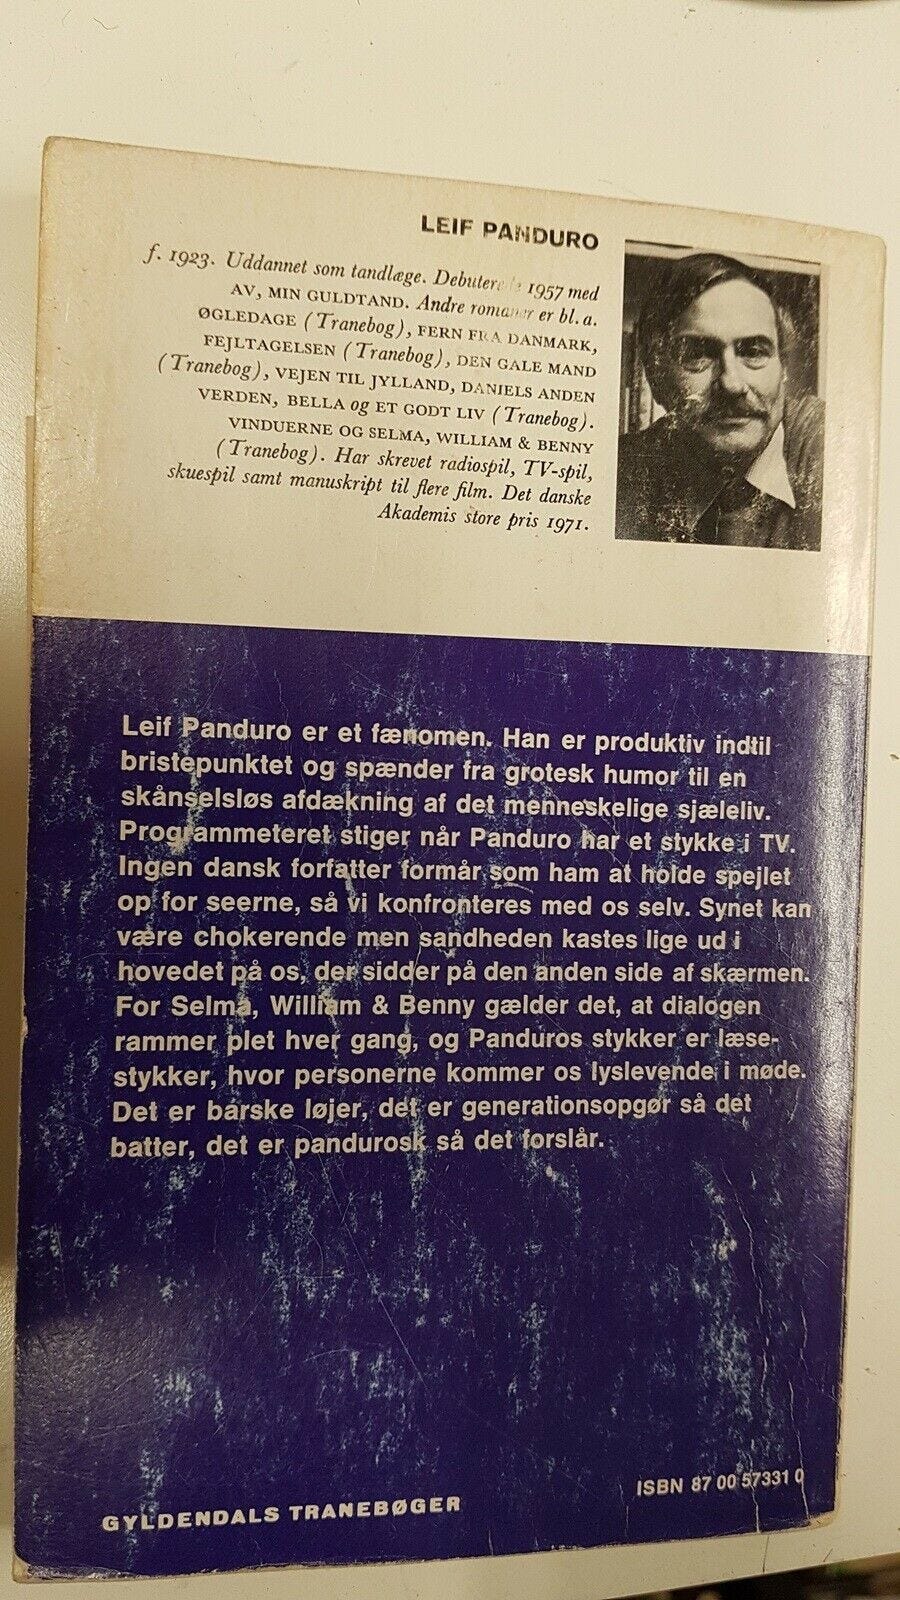 LEIF PANDURO
f. 1923. Uddannet som tandlæge. Debuterede 1957 med
AV, MIN GULDTAND. Andre romaner er bl. a.
ØGLEDAGE (Tranebog), FERN FRA DANMARK,
FEJLTAGELSEN (Tranebog), DEN GALE MAND
(Tranebog), VEJEN TIL JYLLAND, DANIELS ANDEN
VERDEN, BELLA og ET GODT LIV (Tranebog).
VINDUERNE OG SELMA, WILLIAM & BENNY
(Tranebog). Har skrevet radiospil, TV-spil,
skuespil samt manuskript til flere film. Det danske
Akademis store pris 1971.
Leif Panduro er et fænomen. Han er produktiv indtil
bristepunktet og spænder fra grotesk humor til en
skånselsløs afdækning af det menneskelige sjæleliv.
Programmeteret stiger når Panduro har et stykke i TV.
Ingen dansk forfatter formår som ham at holde spejlet
op for seerne, så vi konfronteres med os selv. Synet kan
være chokerende men sandheden kastes lige ud i
hovedet på os, der sidder på den anden side af skærmen.
For Selma, William & Benny gælder det, at dialogen
rammer plet hver gang, og Panduros stykker er læse-
stykker, hvor personerne kommer os lyslevende i møde.
Det er barske løjer, det er generationsopgør så det
batter, det er pandurosk så det forslår.
ISBN 87 00 57331 0
GYLDENDALS TRANEBØGER